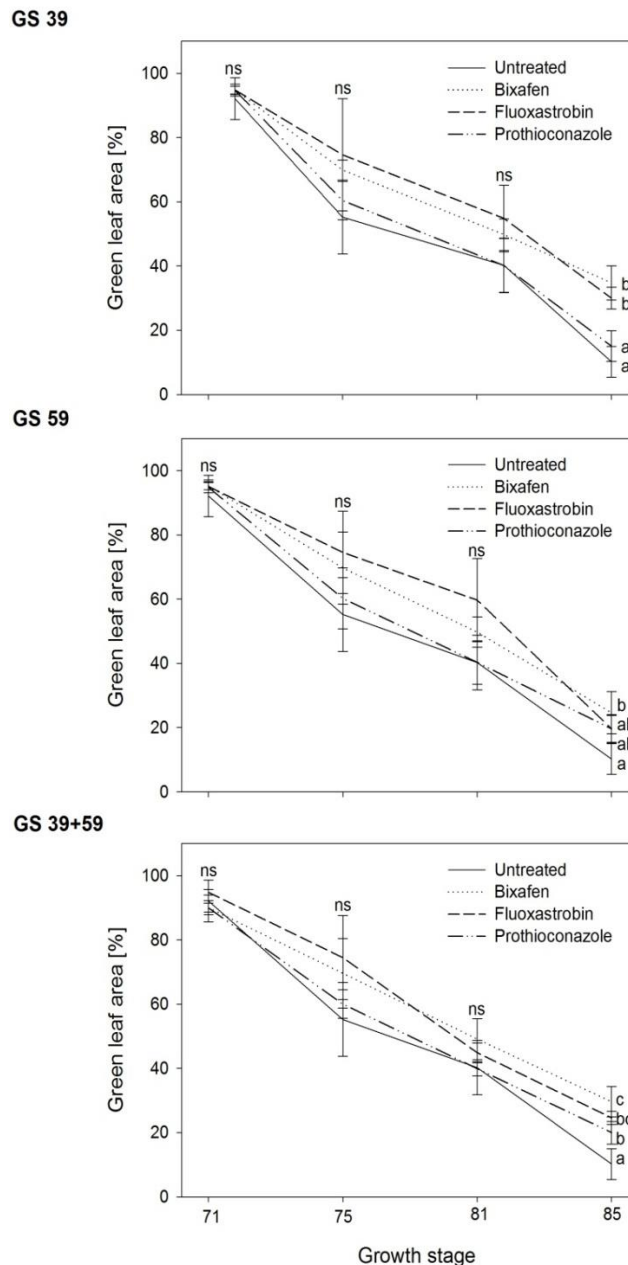 GS 39
ns
ns
ns
Untreated
Bixafen
Fluoxastrobin
Prothioconazole
Green leaf area [%]
100
80
60
40
20
0
b
b
a
a
GS 59
ns
ns
ns
Untreated
Bixafen
Fluoxastrobin
Prothioconazole
Green leaf area [%]
100
80
60
40
20
0
b
a
GS 39+59
ns
ns
ns
Untreated
Bixafen
Fluoxastrobin
Prothioconazole
Green leaf area [%]
100
80
60
40
20
0
c
b
a
71
75
81
85
Growth stage